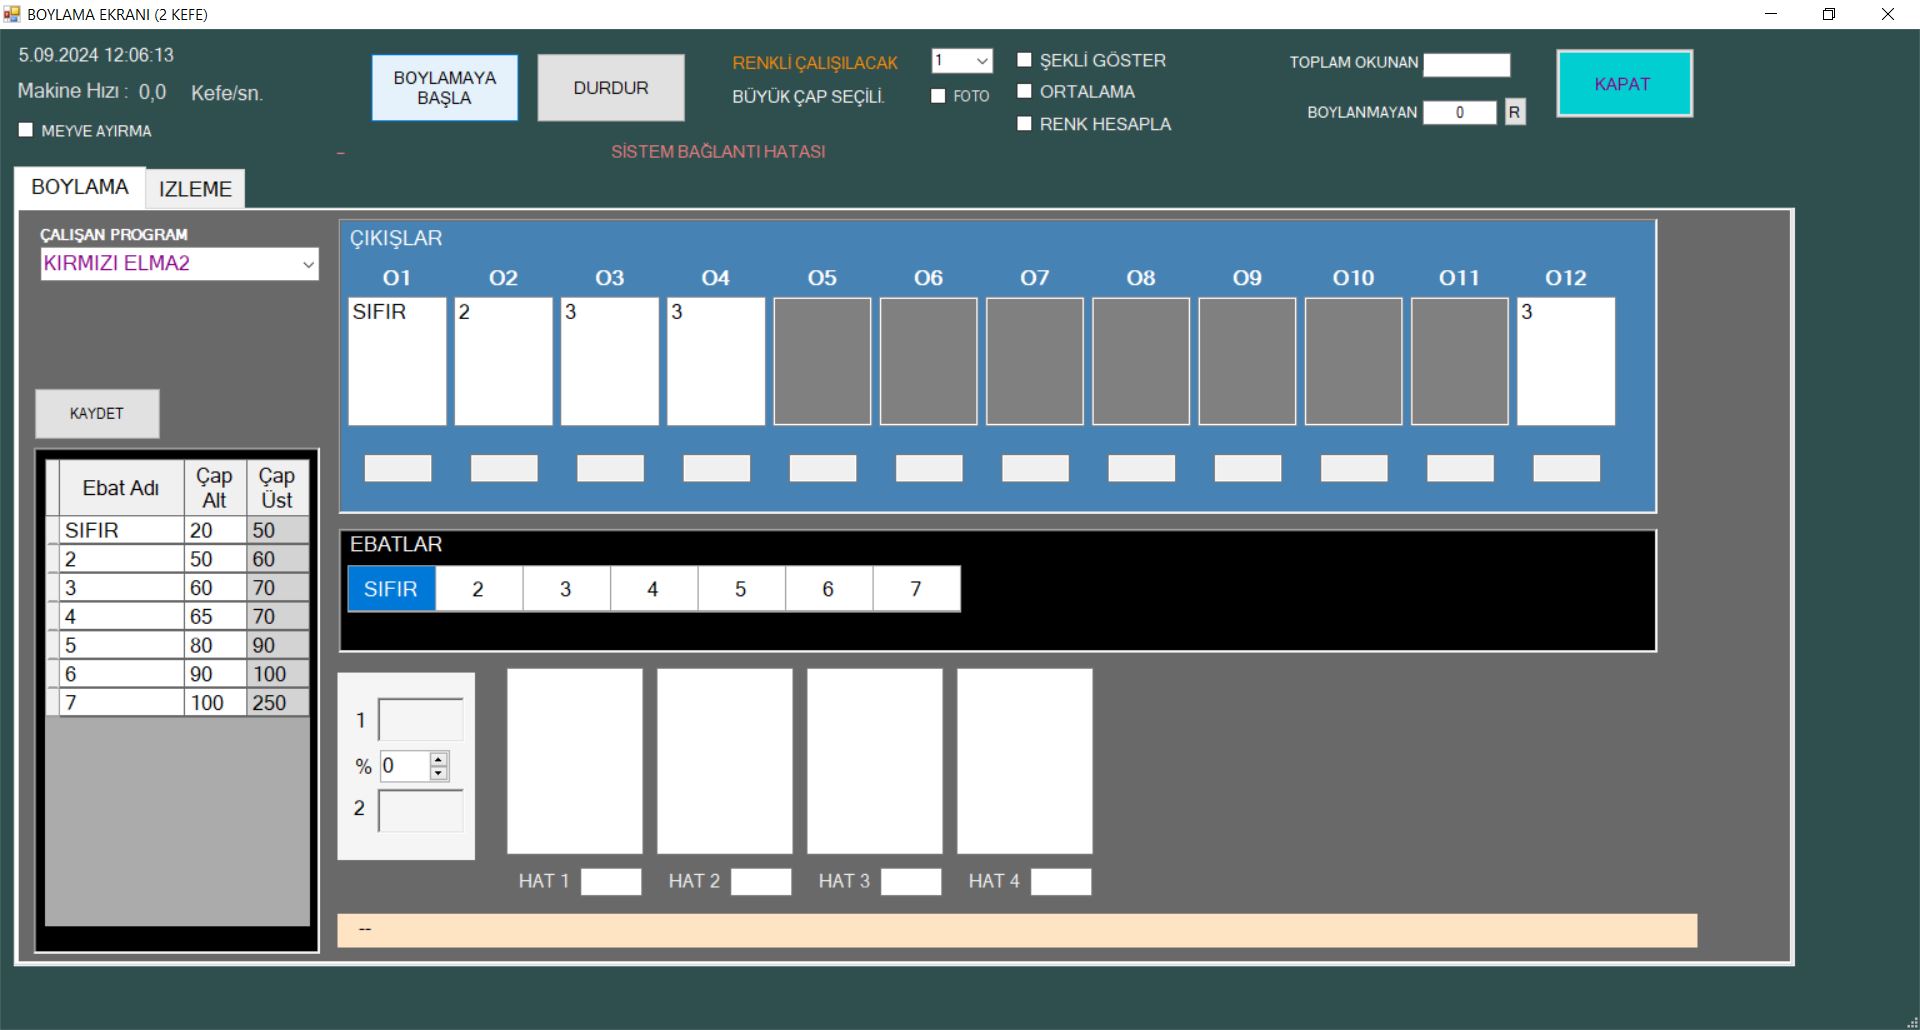 BOYLAMA EKRANI (2 KEFE)
5.09.2024 12:06:13
Makine Hızı : 0,0 Kefe/sn.
MEYVE AYIRMA
BOYLAMAYA
BAŞLA
DURDUR
RENKLİ ÇALIŞILACAK 1
BÜYÜK ÇAP SEÇİLİ.
FOTO
ŞEKLİ GÖSTER
ORTALAMA
RENK HESAPLA
TOPLAM OKUNAN
BOYLANMAYAN 0 R
KAPAT
– SİSTEM BAĞLANTI HATASI
BOYLAMA IZLEME
ÇALIŞAN PROGRAM
KIRMIZI ELMA2
KAYDET
Ebat Adı Çap Alt Çap Üst
SIFIR 20 50
2 50 60
3 60 70
4 65 70
5 80 90
6 90 100
7 100 250
ÇIKIŞLAR
O1 O2 O3 O4 O5 O6 O7 O8 O9 O10 O11 O12
SIFIR 2 3 3 3
EBATLAR
SIFIR 2 3 4 5 6 7
1
% 0
2
HAT 1 HAT 2 HAT 3 HAT 4
--